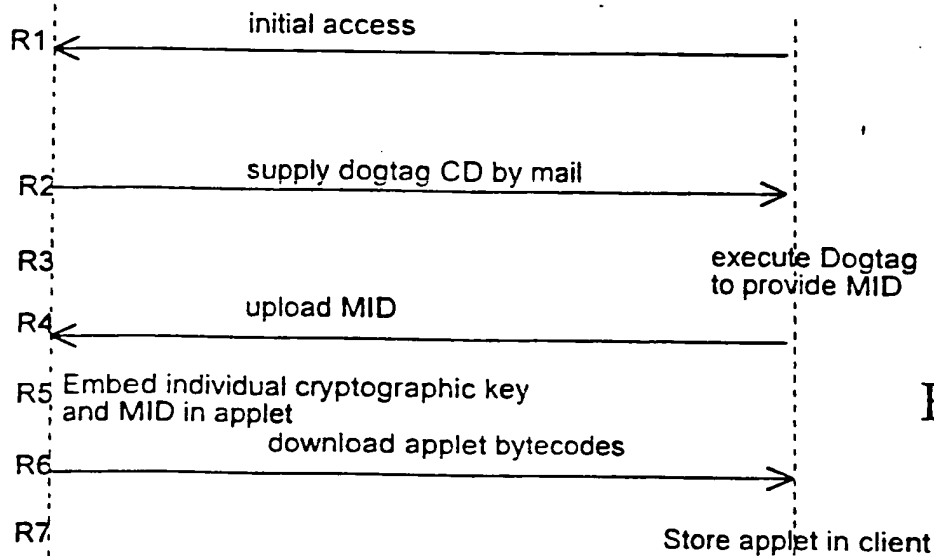 R1 initial access
R2 supply dogtag CD by mail
R3 execute Dogtag
to provide MID
R4 upload MID
R5 Embed individual cryptographic key
and MID in applet
download applet bytecodes
R6
R7 Store applet in client